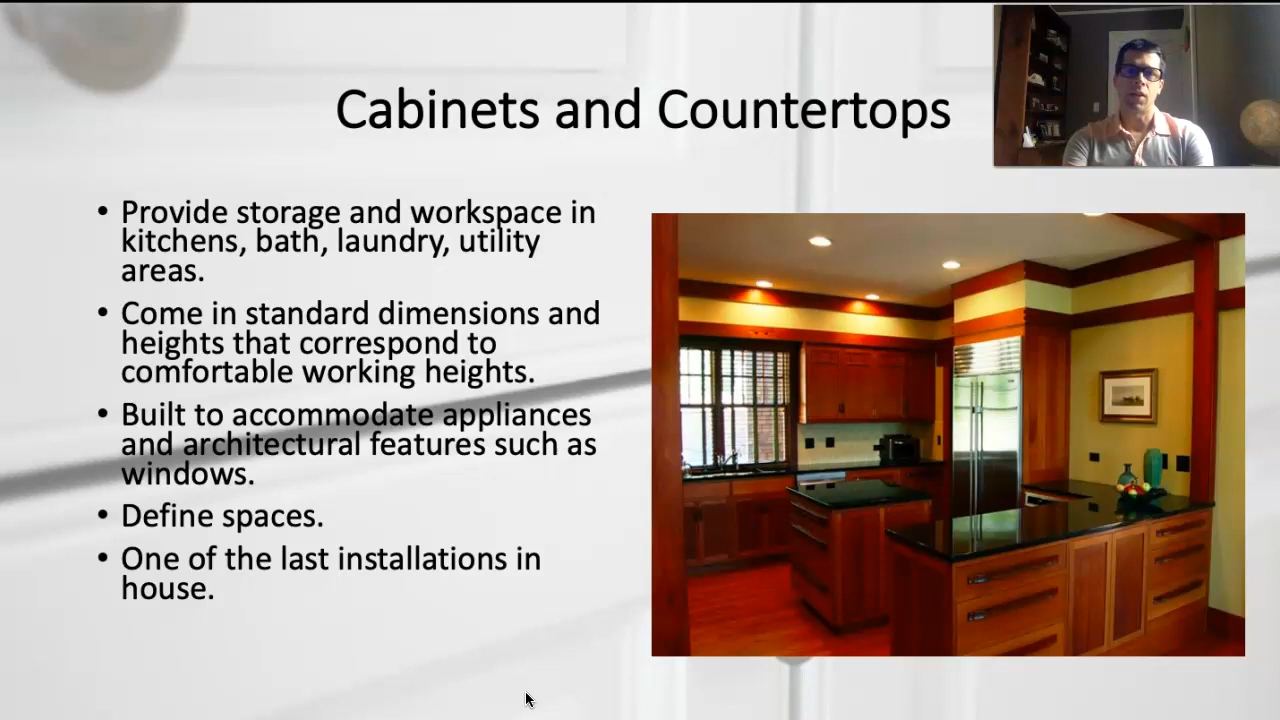 Cabinets and Countertops
• Provide storage and workspace in
kitchens, bath, laundry, utility
areas.
• Come in standard dimensions and
heights that correspond to
comfortable working heights.
• Built to accommodate appliances
and architectural features such as
windows.
• Define spaces.
• One of the last installations in
house.